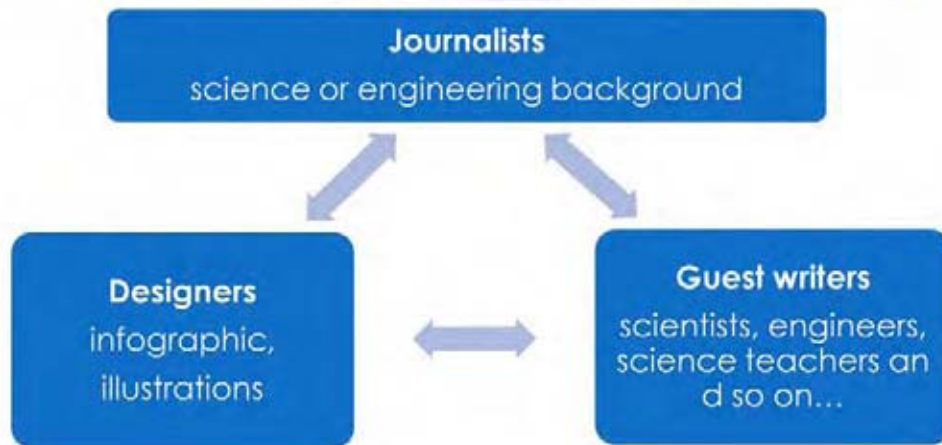 Journalists
science or engineering background
Designers
infographic,
illustrations
Guest writers
scientists, engineers,
science teachers an
d so on...